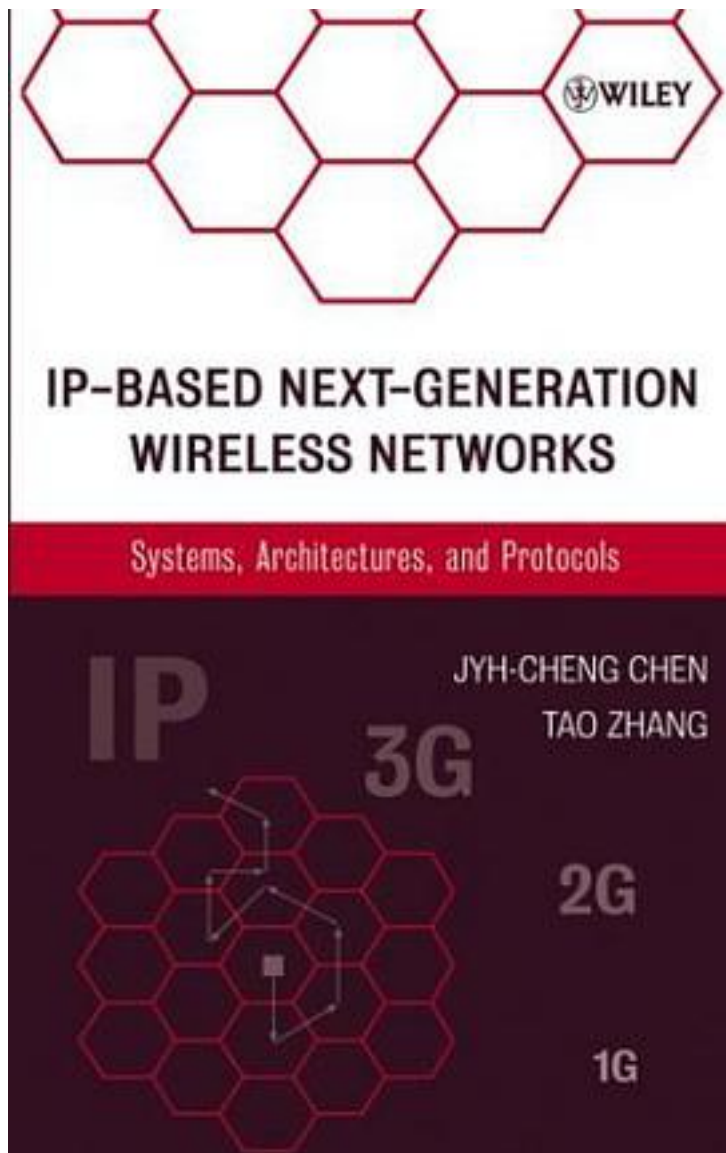 WILEY
IP-BASED NEXT-GENERATION
WIRELESS NETWORKS
Systems, Architectures, and Protocols
IP
JYH-CHENG CHEN
TAO ZHANG
3G
2G
1G